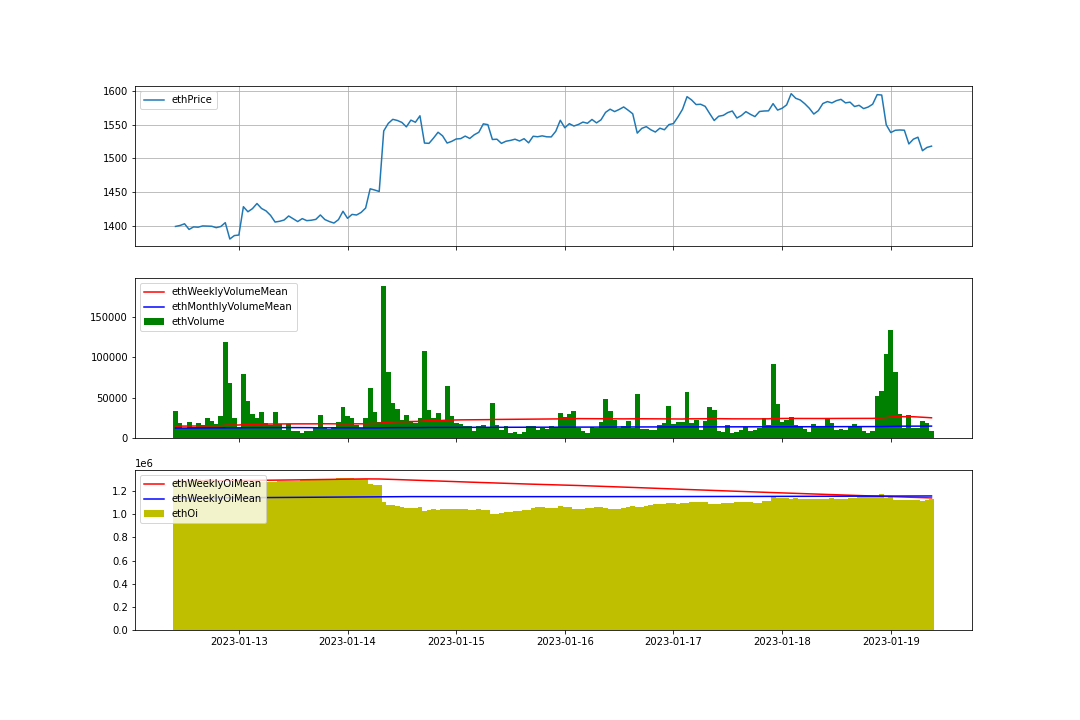 1600
1550
1500
1450
1400
ethPrice
150000
100000
50000
0
ethWeeklyVolumeMean
ethMonthlyVolumeMean
ethVolume
1e6
1.2
1.0
0.8
0.6
0.4
0.2
0.0
ethWeeklyOiMean
ethWeeklyOiMean
ethOi
2023-01-13 2023-01-14 2023-01-15 2023-01-16 2023-01-17 2023-01-18 2023-01-19